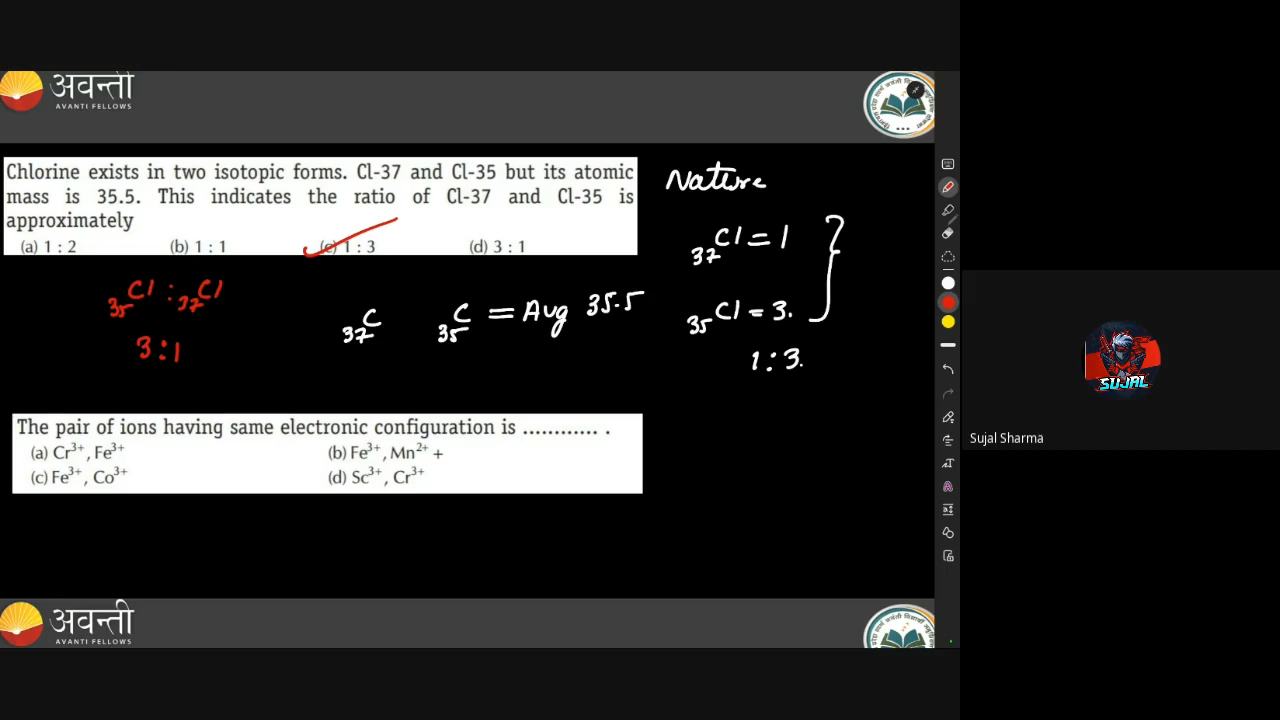 अवन्ती
AVANTI FELLOWS
Chlorine exists in two isotopic forms. Cl-37 and Cl-35 but its atomic
mass is 35.5. This indicates the ratio of Cl-37 and Cl-35 is
approximately
(a) 1 : 2 (b) 1 : 1 (c) 1 : 3 (d) 3 : 1
Nature
37Cl = 1
35Cl = 3.
1 : 3.
35Cl : 37Cl
3 : 1
37C 35C = Avg 35.5
The pair of ions having same electronic configuration is ............ .
(a) Cr³⁺, Fe³⁺ (b) Fe³⁺, Mn²⁺ +
(c) Fe³⁺, Co³⁺ (d) Sc³⁺, Cr³⁺
SUJAL
Sujal Sharma
अवन्ती
AVANTI FELLOWS